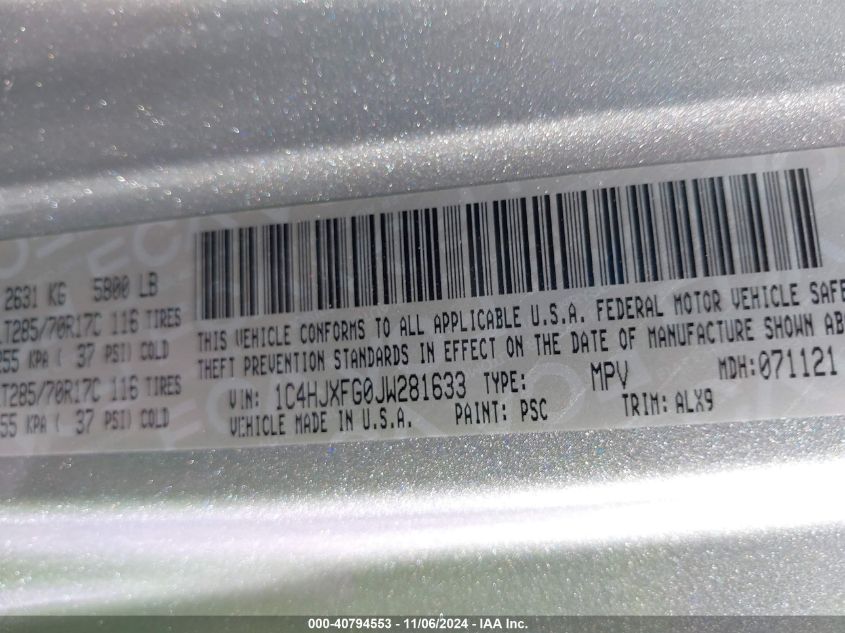 2631 KG 5800 LB
LT285/70R17C 116 TIRES
255 KPA ( 37 PSI) COLD
LT285/70R17C 116 TIRES
255 KPA ( 37 PSI) COLD
THIS VEHICLE CONFORMS TO ALL APPLICABLE U.S.A. FEDERAL MOTOR VEHICLE SAFE
THEFT PREVENTION STANDARDS IN EFFECT ON THE DATE OF MANUFACTURE SHOWN AB
VIN: 1C4HJXFG0JW281633 TYPE: MPV MDH:071121
VEHICLE MADE IN U.S.A. PAINT: PSC TRIM: ALX9
000-40794553 - 11/06/2024 - IAA Inc.